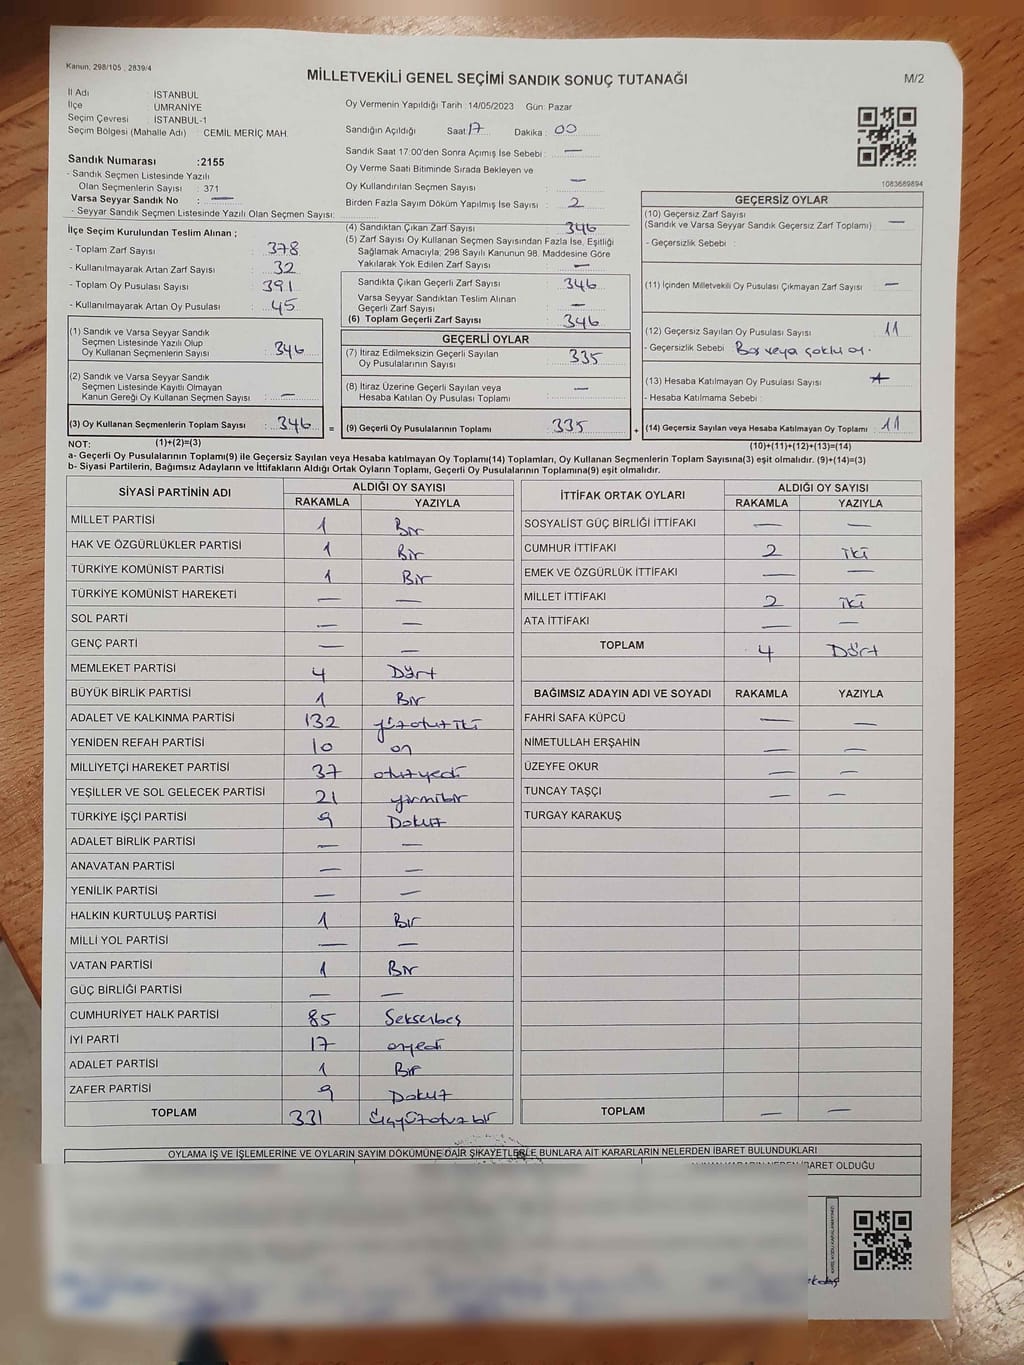 Kanun; 298/105 , 2839/4
MİLLETVEKİLİ GENEL SEÇİMİ SANDIK SONUÇ TUTANAĞI
M/2
İl Adı : İSTANBUL
İlçe : ÜMRANİYE
Seçim Çevresi : İSTANBUL-1
Seçim Bölgesi (Mahalle Adı) : CEMİL MERİÇ MAH.
Oy Vermenin Yapıldığı Tarih : 14/05/2023 Gün: Pazar
Sandığın Açıldığı Saat: 17 Dakika : 00
Sandık Saat 17:00'den Sonra Açımış İse Sebebi : —
Oy Verme Saati Bitiminde Sırada Bekleyen ve
Oy Kullandırılan Seçmen Sayısı : —
Birden Fazla Sayım Döküm Yapılmış İse Sayısı : 2
1083689894
Sandık Numarası :2155
- Sandık Seçmen Listesinde Yazılı
Olan Seçmenlerin Sayısı : 371
Varsa Seyyar Sandık No : —
- Seyyar Sandık Seçmen Listesinde Yazılı Olan Seçmen Sayısı:
İlçe Seçim Kurulundan Teslim Alınan ;
- Toplam Zarf Sayısı : 378
- Kullanılmayarak Artan Zarf Sayısı : 32
- Toplam Oy Pusulası Sayısı : 391
- Kullanılmayarak Artan Oy Pusulası : 45
(1) Sandık ve Varsa Seyyar Sandık
Seçmen Listesinde Yazılı Olup
Oy Kullanan Seçmenlerin Sayısı : 346
(2) Sandık ve Varsa Seyyar Sandık
Seçmen Listesinde Kayıtlı Olmayan
Kanun Gereği Oy Kullanan Seçmen Sayısı : —
(3) Oy Kullanan Seçmenlerin Toplam Sayısı : 346 =
(4) Sandıktan Çıkan Zarf Sayısı : 346
(5) Zarf Sayısı Oy Kullanan Seçmen Sayısından Fazla İse, Eşitliği
Sağlamak Amacıyla, 298 Sayılı Kanunun 98. Maddesine Göre
Yakılarak Yok Edilen Zarf Sayısı : —
Sandıkta Çıkan Geçerli Zarf Sayısı : 346
Varsa Seyyar Sandıktan Teslim Alınan
Geçerli Zarf Sayısı : —
(6) Toplam Geçerli Zarf Sayısı : 346
GEÇERLİ OYLAR
(7) İtiraz Edilmeksizin Geçerli Sayılan
Oy Pusulalarının Sayısı : 335
(8) İtiraz Üzerine Geçerli Sayılan veya
Hesaba Katılan Oy Pusulası Toplamı : —
(9) Geçerli Oy Pusulalarının Toplamı : 335 +
GEÇERSİZ OYLAR
(10) Geçersiz Zarf Sayısı
(Sandık ve Varsa Seyyar Sandık Geçersiz Zarf Toplamı) : —
- Geçersizlik Sebebi :
(11) İçinden Milletvekili Oy Pusulası Çıkmayan Zarf Sayısı : —
(12) Geçersiz Sayılan Oy Pusulası Sayısı : 11
- Geçersizlik Sebebi : Boş veya çoklu oy.
(13) Hesaba Katılmayan Oy Pusulası Sayısı :
- Hesaba Katılmama Sebebi :
(14) Geçersiz Sayılan veya Hesaba Katılmayan Oy Toplamı : 11
NOT: (1)+(2)=(3) (10)+(11)+(12)+(13)=(14)
a- Geçerli Oy Pusulalarının Toplamı(9) ile Geçersiz Sayılan veya Hesaba katılmayan Oy Toplamı(14) Toplamları, Oy Kullanan Seçmenlerin Toplam Sayısına(3) eşit olmalıdır. (9)+(14)=(3)
b- Siyasi Partilerin, Bağımsız Adayların ve İttifakların Aldığı Ortak Oyların Toplamı, Geçerli Oy Pusulalarının Toplamına(9) eşit olmalıdır.
SİYASİ PARTİNİN ADI ALDIĞI OY SAYISI
RAKAMLA YAZIYLA
MİLLET PARTİSİ 1 Bir
HAK VE ÖZGÜRLÜKLER PARTİSİ 1 Bir
TÜRKİYE KOMÜNİST PARTİSİ 1 Bir
TÜRKİYE KOMÜNİST HAREKETİ — —
SOL PARTİ — —
GENÇ PARTİ — —
MEMLEKET PARTİSİ 4 Dört
BÜYÜK BİRLİK PARTİSİ 1 Bir
ADALET VE KALKINMA PARTİSİ 132 yüzotuziki
YENİDEN REFAH PARTİSİ 10 on
MİLLİYETÇİ HAREKET PARTİSİ 37 otuzyedi
YEŞİLLER VE SOL GELECEK PARTİSİ 21 yirmibir
TÜRKİYE İŞÇİ PARTİSİ 9 Dokuz
ADALET BİRLİK PARTİSİ — —
ANAVATAN PARTİSİ — —
YENİLİK PARTİSİ — —
HALKIN KURTULUŞ PARTİSİ 1 Bir
MİLLİ YOL PARTİSİ — —
VATAN PARTİSİ 1 Bir
GÜÇ BİRLİĞİ PARTİSİ — —
CUMHURİYET HALK PARTİSİ 85 Seksenbeş
İYİ PARTİ 17 onyedi
ADALET PARTİSİ 1 Bir
ZAFER PARTİSİ 9 Dokuz
TOPLAM 331 Üçyüzotuzbir
İTTİFAK ORTAK OYLARI ALDIĞI OY SAYISI
RAKAMLA YAZIYLA
SOSYALİST GÜÇ BİRLİĞİ İTTİFAKI — —
CUMHUR İTTİFAKI 2 iki
EMEK VE ÖZGÜRLÜK İTTİFAKI — —
MİLLET İTTİFAKI 2 iki
ATA İTTİFAKI — —
TOPLAM 4 Dört
BAĞIMSIZ ADAYIN ADI VE SOYADI RAKAMLA YAZIYLA
FAHRİ SAFA KÜPCÜ — —
NİMETULLAH ERŞAHİN — —
ÜZEYFE OKUR — —
TUNCAY TAŞÇI — —
TURGAY KARAKUŞ
TOPLAM — —
OYLAMA İŞ VE İŞLEMLERİNE VE OYLARIN SAYIM DÖKÜMÜNE DAİR ŞİKAYETLERLE BUNLARA AİT KARARLARIN NELERDEN İBARET BULUNDUKLARI
NEDEN İBARET OLDUĞU